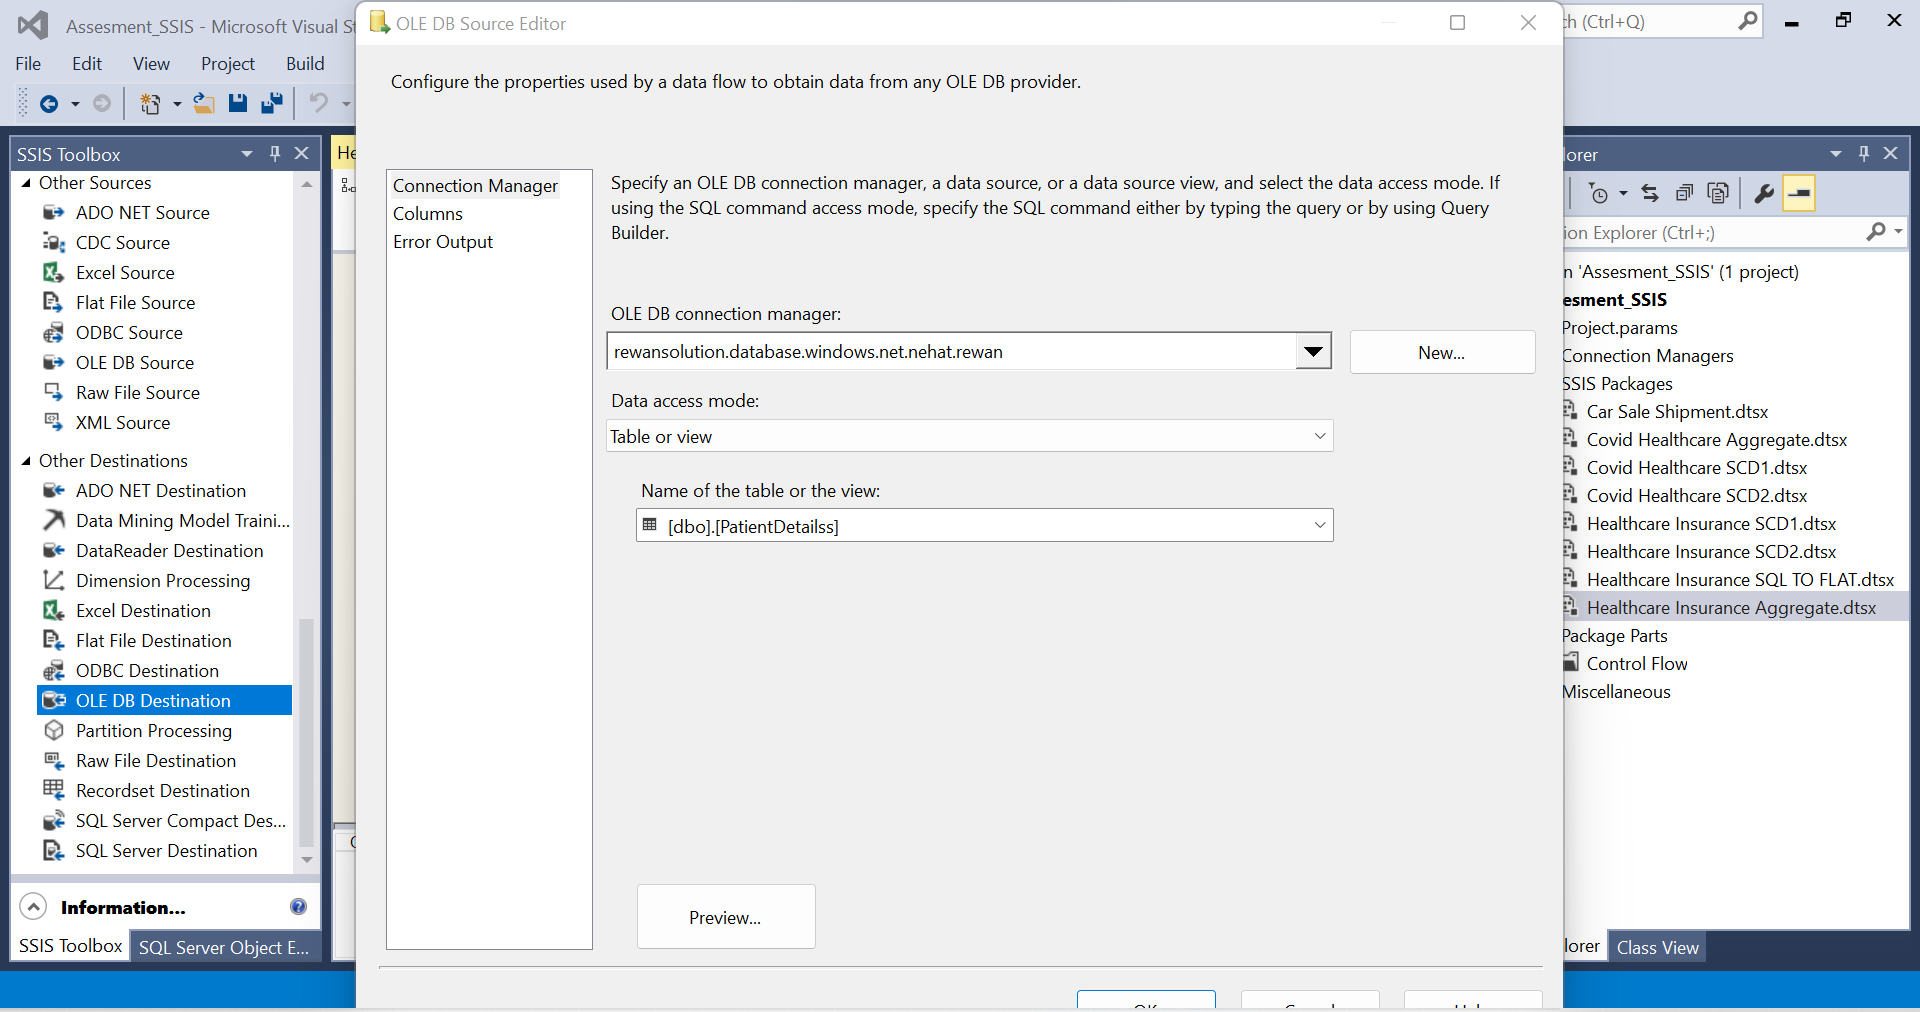 Assesment_SSIS - Microsoft Visual St
File Edit View Project Build
ch (Ctrl+Q)
SSIS Toolbox
Other Sources
ADO NET Source
CDC Source
Excel Source
Flat File Source
ODBC Source
OLE DB Source
Raw File Source
XML Source
Other Destinations
ADO NET Destination
Data Mining Model Traini...
DataReader Destination
Dimension Processing
Excel Destination
Flat File Destination
ODBC Destination
OLE DB Destination
Partition Processing
Raw File Destination
Recordset Destination
SQL Server Compact Des...
SQL Server Destination
Information...
SSIS Toolbox
SQL Server Object E...
He
OLE DB Source Editor
Configure the properties used by a data flow to obtain data from any OLE DB provider.
Connection Manager
Columns
Error Output
Specify an OLE DB connection manager, a data source, or a data source view, and select the data access mode. If
using the SQL command access mode, specify the SQL command either by typing the query or by using Query
Builder.
OLE DB connection manager:
rewansolution.database.windows.net.nehat.rewan
New...
Data access mode:
Table or view
Name of the table or the view:
[dbo].[PatientDetailss]
Preview...
OK
Cancel
Help
lorer
ion Explorer (Ctrl+;)
n 'Assesment_SSIS' (1 project)
esment_SSIS
Project.params
Connection Managers
SSIS Packages
Car Sale Shipment.dtsx
Covid Healthcare Aggregate.dtsx
Covid Healthcare SCD1.dtsx
Covid Healthcare SCD2.dtsx
Healthcare Insurance SCD1.dtsx
Healthcare Insurance SCD2.dtsx
Healthcare Insurance SQL TO FLAT.dtsx
Healthcare Insurance Aggregate.dtsx
Package Parts
Control Flow
Miscellaneous
lorer
Class View